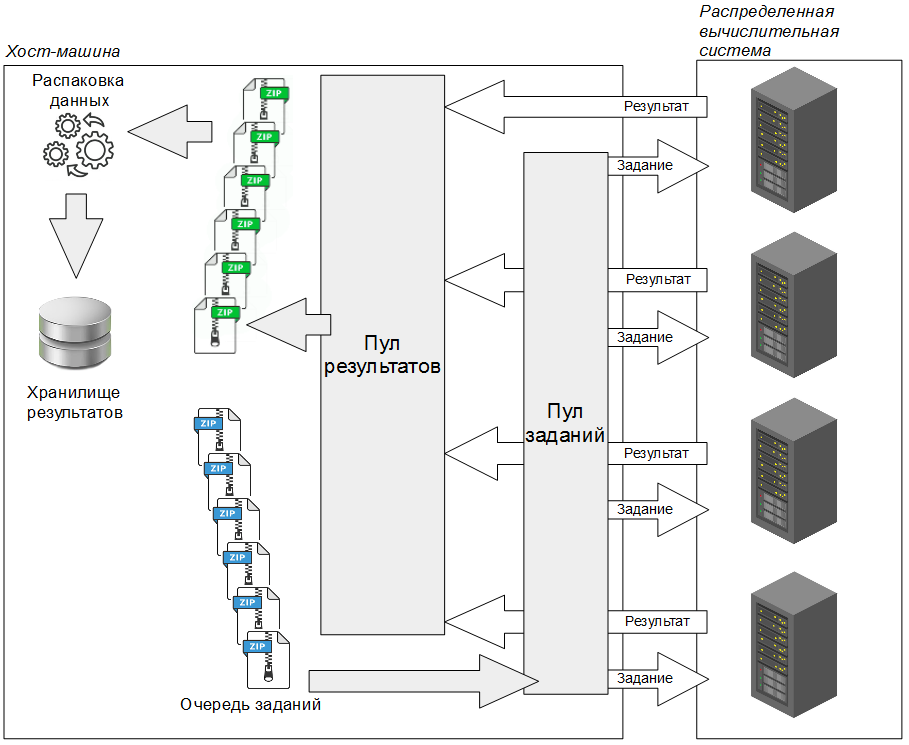 Хост-машина
Распределенная
вычислительная
система
Распаковка
данных
ZIP
ZIP
ZIP
ZIP
ZIP
ZIP
Хранилище
результатов
Пул
результатов
Пул
заданий
Результат
Задание
Результат
Задание
Результат
Задание
Результат
Задание
ZIP
ZIP
ZIP
ZIP
ZIP
ZIP
Очередь заданий